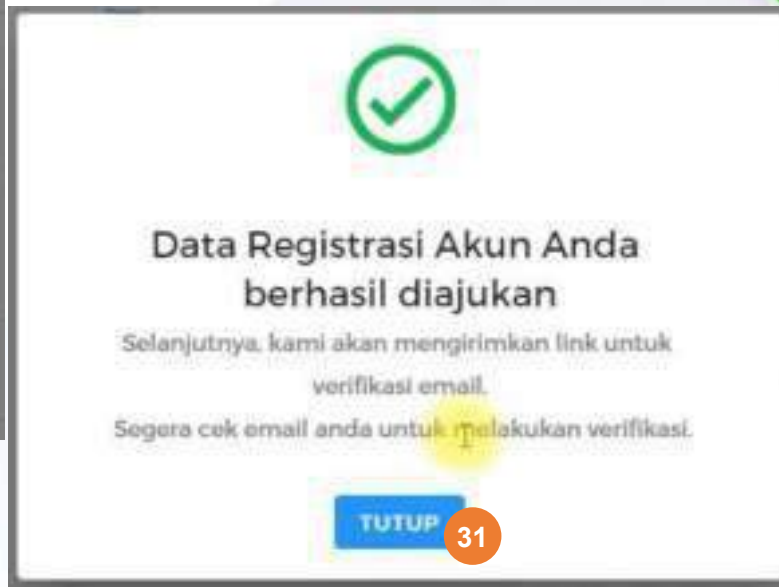 Data Registrasi Akun Anda
berhasil diajukan
Selanjutnya, kami akan mengirimkan link untuk
verifikasi email.
Segera cek email anda untuk melakukan verifikasi.
TUTUP
31